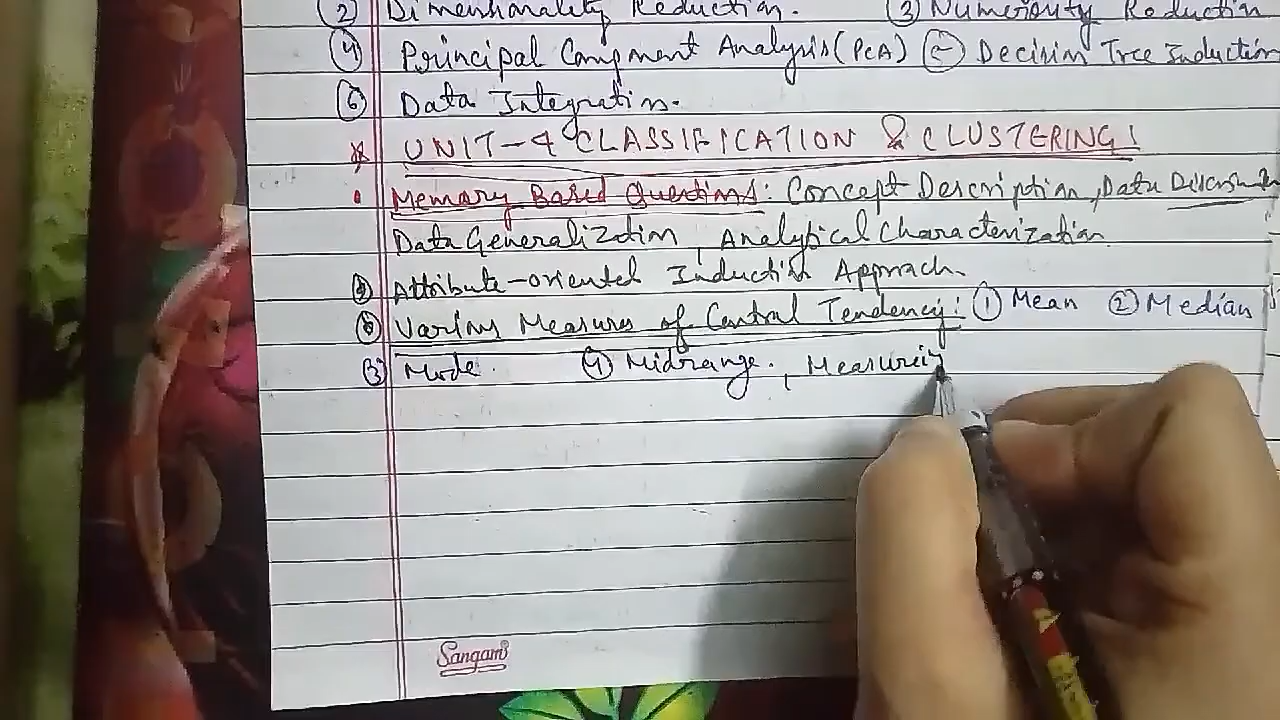 ② Dimensionality Reduction. ③ Numerosity Reduction
④ Principal Component Analysis (PCA) ⑤ Decision Tree Induction
⑥ Data Integration.
* UNIT-4 CLASSIFICATION & CLUSTERING!
• Memory Based Questions: Concept Description, Data
Data Generalization, Analytical Characterization
Attribute-oriented Induction Approach.
Various Measures of Central Tendency: ① Mean ② Median
③ Mode. ④ Midrange.,
Sangam